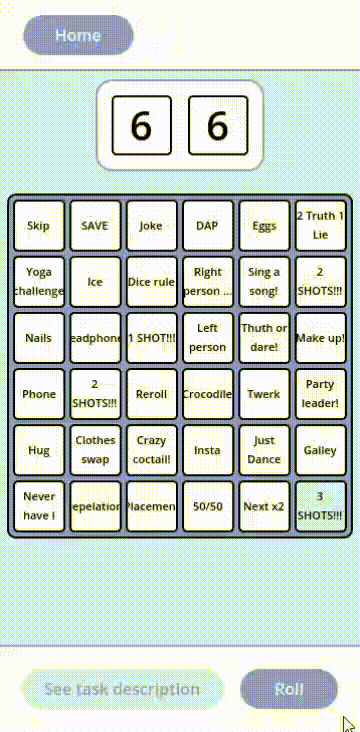 Home
6 6
Skip SAVE Joke DAP Eggs 2 Truth 1 Lie
Yoga challenge Ice Dice rule Right person ... Sing a song! 2 SHOTS!!!
Nails eadphone 1 SHOT!!! Left person Thuth or dare! Make up!
Phone 2 SHOTS!!! Reroll Crocodile Twerk Party leader!
Hug Clothes swap Crazy coctail! Insta Just Dance Galley
Never have I epelation Placemen 50/50 Next x2 3 SHOTS!!!
See task description Roll